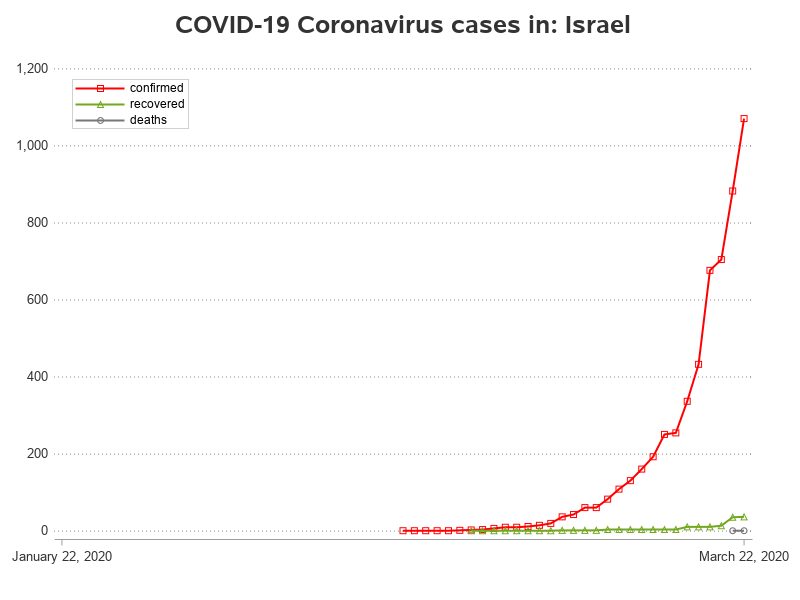 COVID-19 Coronavirus cases in: Israel
1,200
confirmed
recovered
deaths
1,000
800
600
400
200
0
January 22, 2020
March 22, 2020